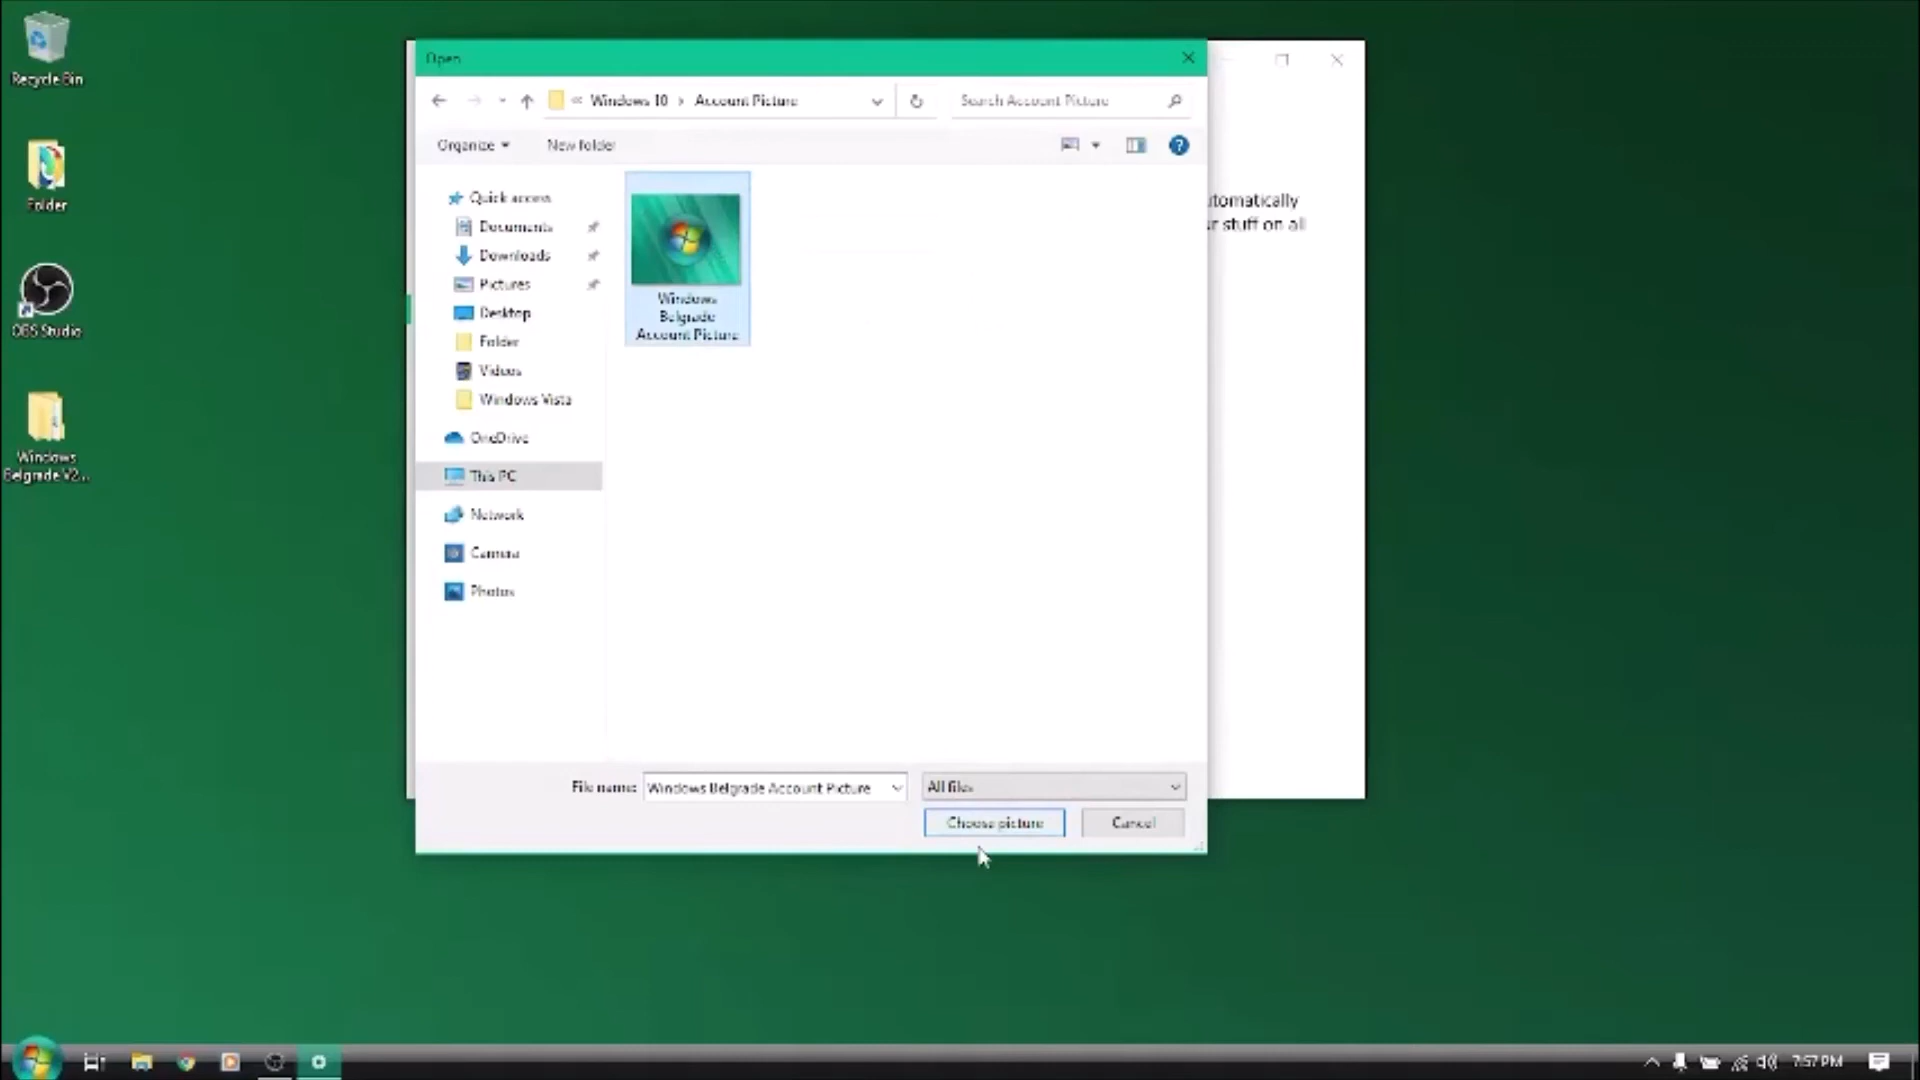 Recycle Bin
Folder
OBS Studio
Windows
Belgrade V2...
Open
« Windows 10 › Account Picture
Search Account Picture
Organize
New folder
Quick access
Documents
Downloads
Pictures
Desktop
Folder
Videos
Windows Vista
OneDrive
This PC
Network
Camera
Photos
Windows
Belgrade
Account Picture
utomatically
ur stuff on all
File name:
Windows Belgrade Account Picture
All files
Choose picture
Cancel
7:57 PM